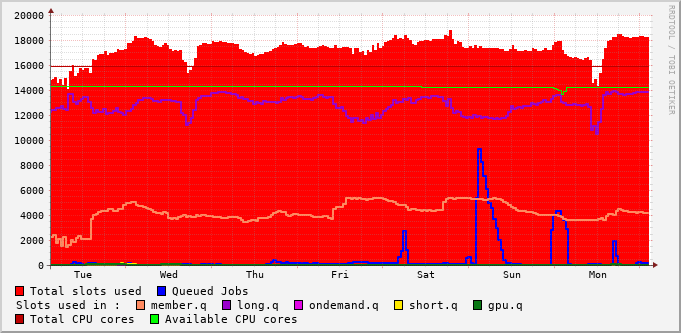 20000
18000
16000
14000
12000
10000
8000
6000
4000
2000
0
Tue Wed Thu Fri Sat Sun Mon
RRDTOOL / TOBI OETIKER
Total slots used Queued Jobs
Slots used in : member.q long.q ondemand.q short.q gpu.q
Total CPU cores Available CPU cores